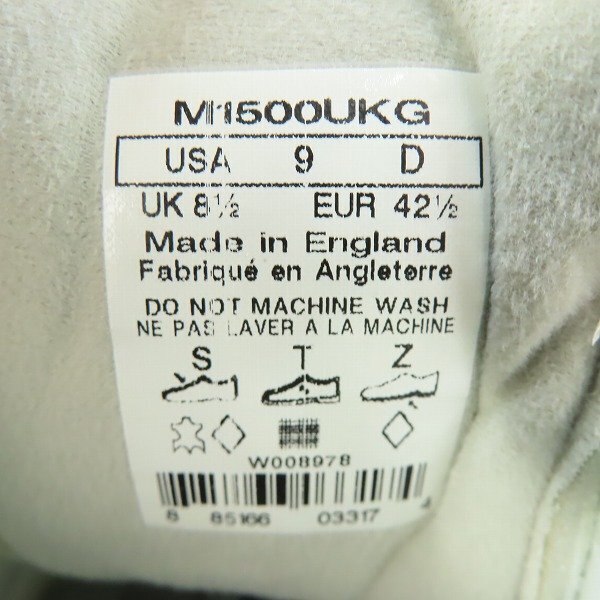 M1500UKG
USA 9 D
UK 8½ EUR 42½
Made in England
Fabriqué en Angleterre
DO NOT MACHINE WASH
NE PAS LAVER A LA MACHINE
S T Z
W008978
8 85166 03317 4